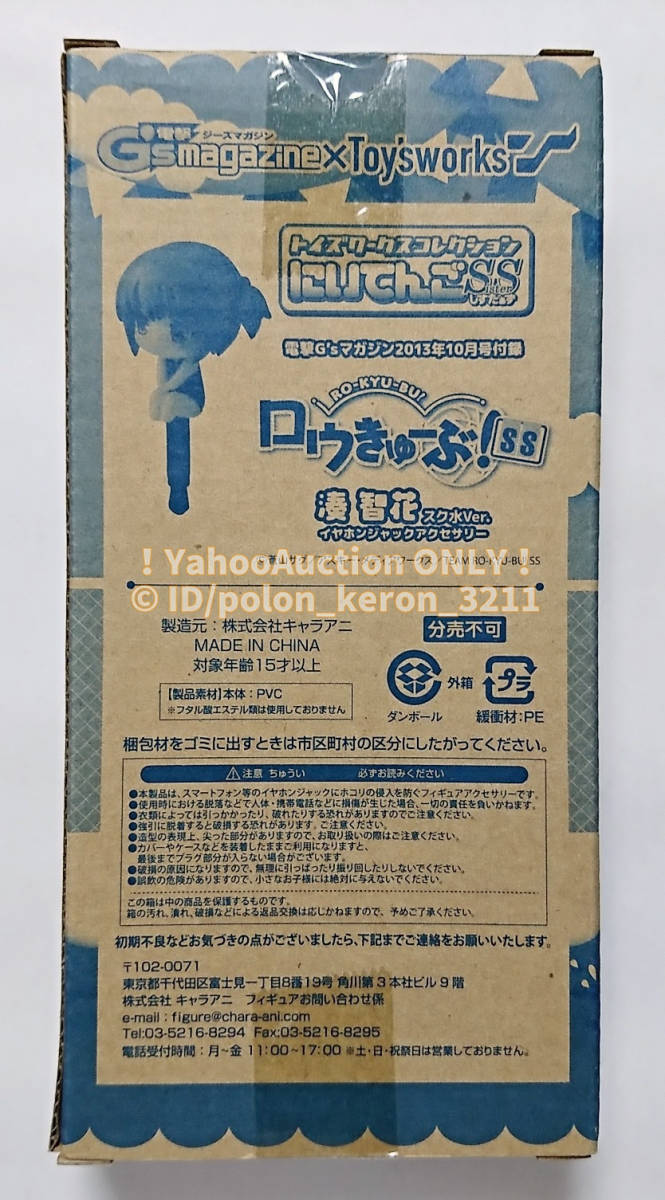 電撃 ジーズマガジン
G'smagazine×Toy'sworks
トイズワークスコレクション
にいてんごSS
Sister
しすたぁず
電撃G'sマガジン2013年10月号付録
RO-KYU-BU!
ロウきゅーぶ！SS
湊 智花 スク水Ver.
イヤホンジャックアクセサリー
TEAM RO-KYU-BU! SS
! YahooAuction ONLY !
© ID/polon_keron_3211
製造元：株式会社キャラアニ
MADE IN CHINA
対象年齢15才以上
分売不可
【製品素材】本体：PVC
※フタル酸エステル類は使用しておりません
外箱
ダンボール
プラ
緩衝材：PE
梱包材をゴミに出すときは市区町村の区分にしたがってください。
注意 ちゅうい 必ずお読みください
●本製品は、スマートフォン等のイヤホンジャックにホコリの侵入を防ぐフィギュアアクセサリーです。
●使用時における脱落などで人体・携帯電話などに損傷が生じた場合、一切の責任を負いかねます。
●衣類によっては引っかかったり、破れたりする恐れがありますのでご注意ください。
●強引に脱着すると破損する恐れがあります。ご注意ください。
●造型の表現上、尖った部分がありますので、お取り扱いの際はご注意ください。
●カバーやケースなどを装着したままご利用になりますと、
最後までプラグ部分が入らない場合がございます。
●破損の原因になりますので、無理に引っぱったり振り回したりしないでください。
●誤飲の危険がありますので、小さなお子様には絶対に与えないでください。
この箱は中の商品を保護するものです。
箱の汚れ、潰れ、破損などによる返品交換は応じかねますので、予めご了承ください。
初期不良などお気づきの点がございましたら、下記までご連絡をお願いいたします。
〒102-0071
東京都千代田区富士見一丁目8番19号 角川第3本社ビル9階
株式会社 キャラアニ フィギュアお問い合わせ係
e-mail：figure@chara-ani.com
Tel:03-5216-8294 Fax:03-5216-8295
電話受付時間：月～金 11:00～17:00 ※土・日・祝祭日は営業しておりません。